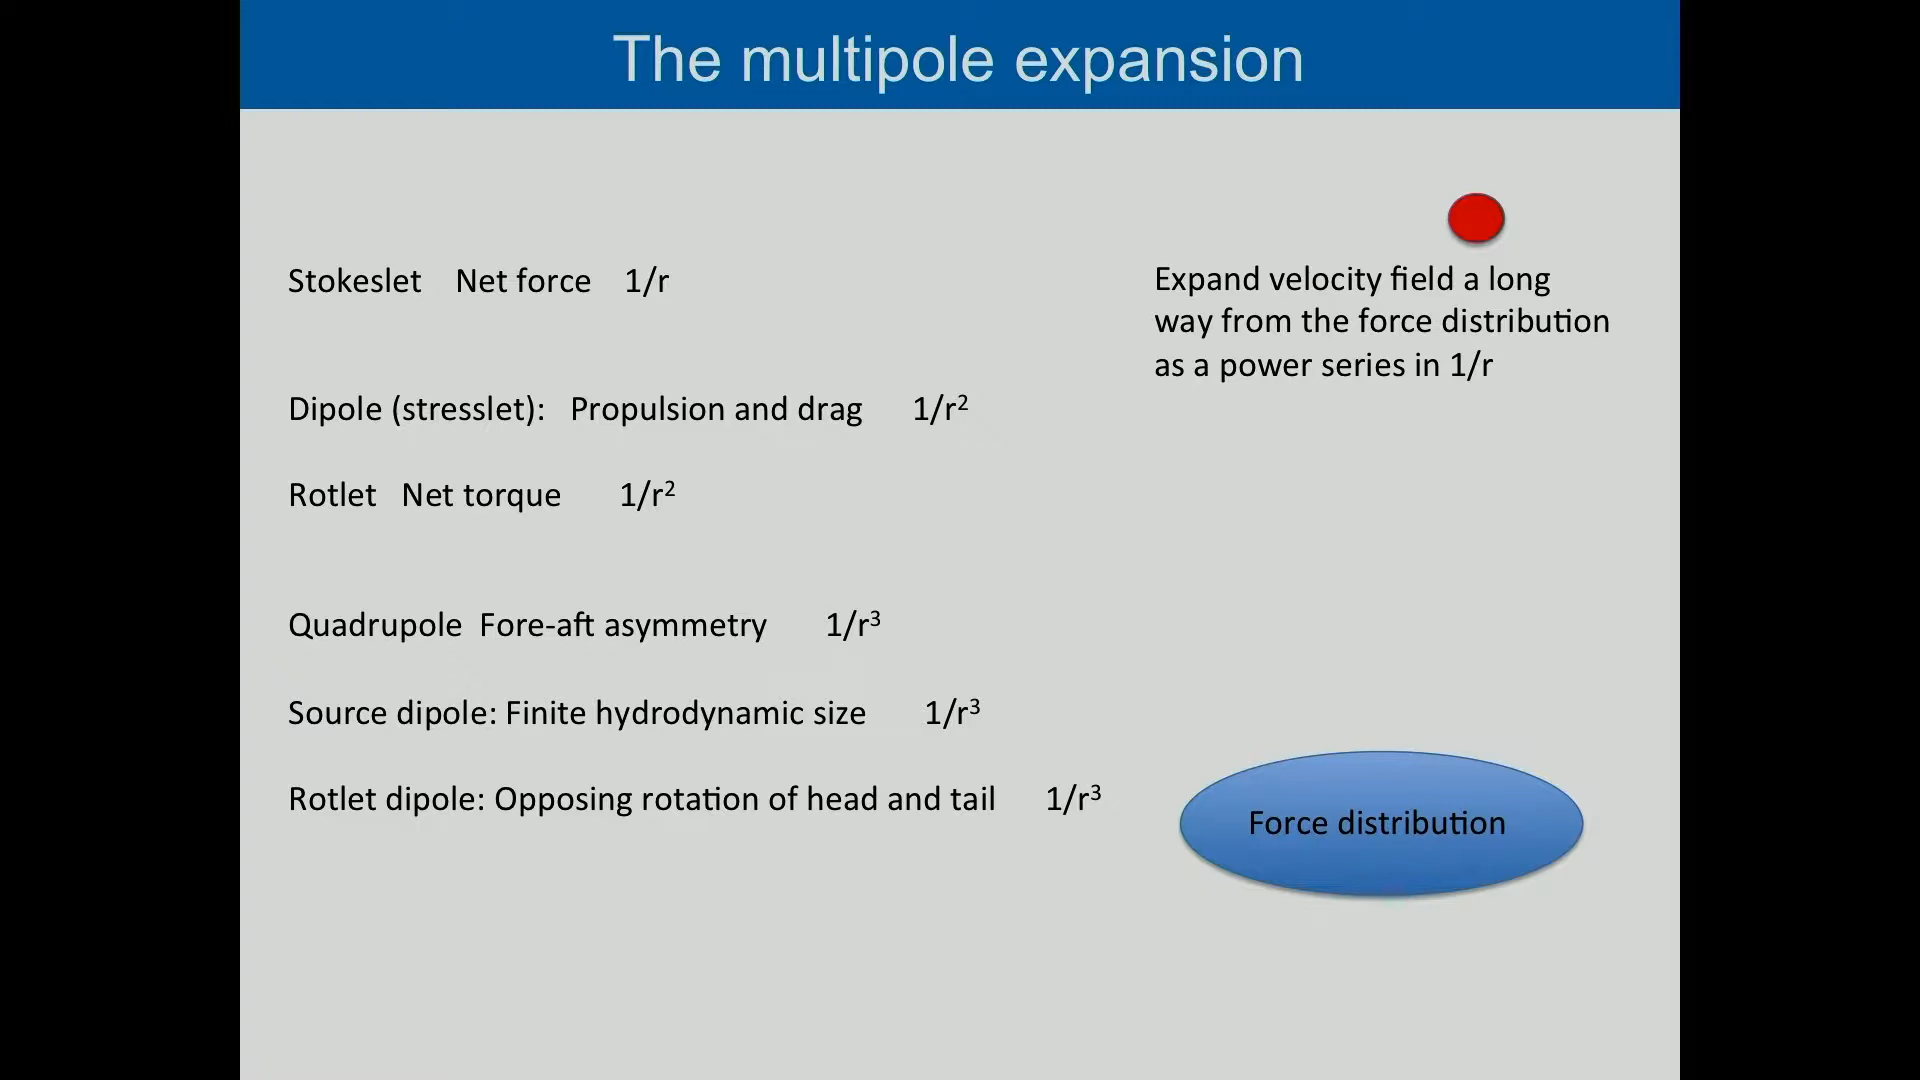 The multipole expansion
Stokeslet Net force 1/r
Expand velocity field a long
way from the force distribution
as a power series in 1/r
Dipole (stresslet): Propulsion and drag 1/r²
Rotlet Net torque 1/r²
Quadrupole Fore-aft asymmetry 1/r³
Source dipole: Finite hydrodynamic size 1/r³
Rotlet dipole: Opposing rotation of head and tail 1/r³
Force distribution